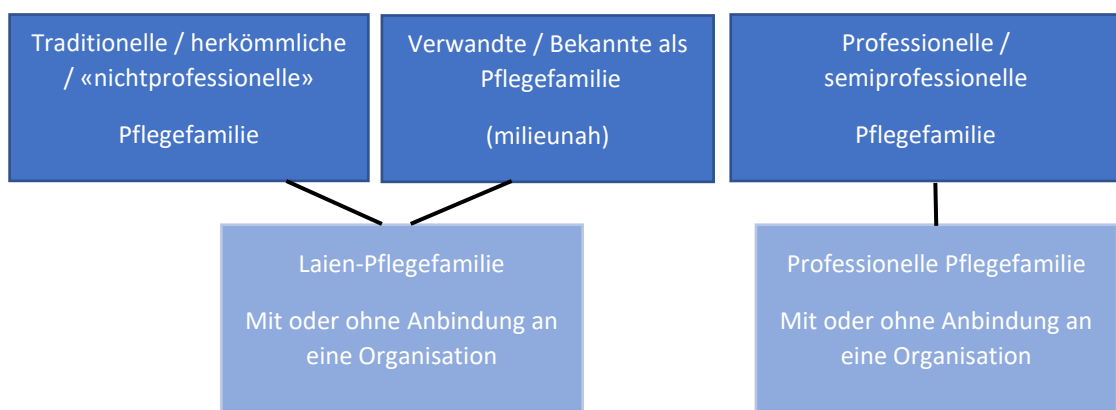 Traditionelle / herkömmliche
/ «nichtprofessionelle»
Pflegefamilie
Verwandte / Bekannte als
Pflegefamilie
(milieunah)
Professionelle /
semiprofessionelle
Pflegefamilie
Laien-Pflegefamilie
Mit oder ohne Anbindung an
eine Organisation
Professionelle Pflegefamilie
Mit oder ohne Anbindung an
eine Organisation